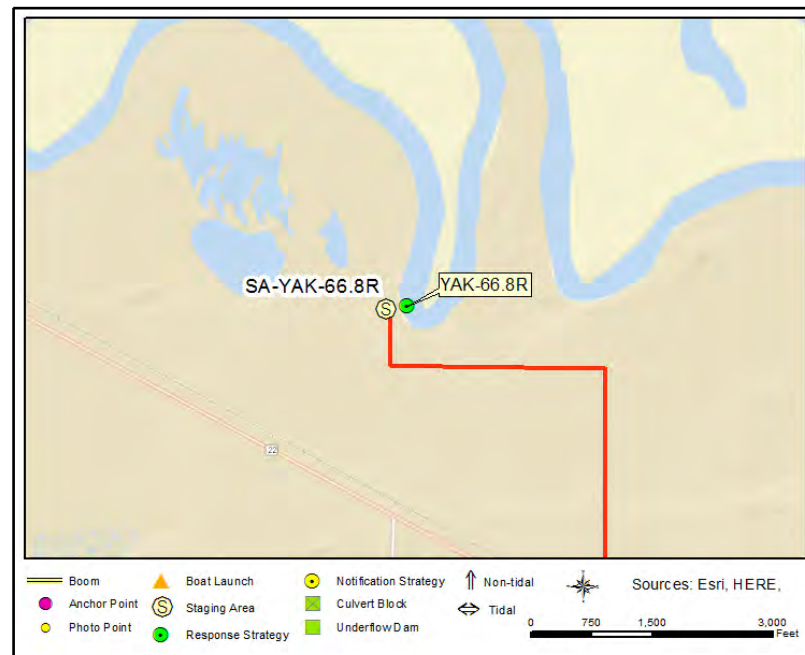 SA-YAK-66.8R
YAK-66.8R
22
Boom
Boat Launch
Notification Strategy
Non-tidal
Sources: Esri, HERE,
Anchor Point
S Staging Area
Culvert Block
Tidal
Photo Point
Response Strategy
Underflow Dam
0 750 1,500 3,000
Feet
S